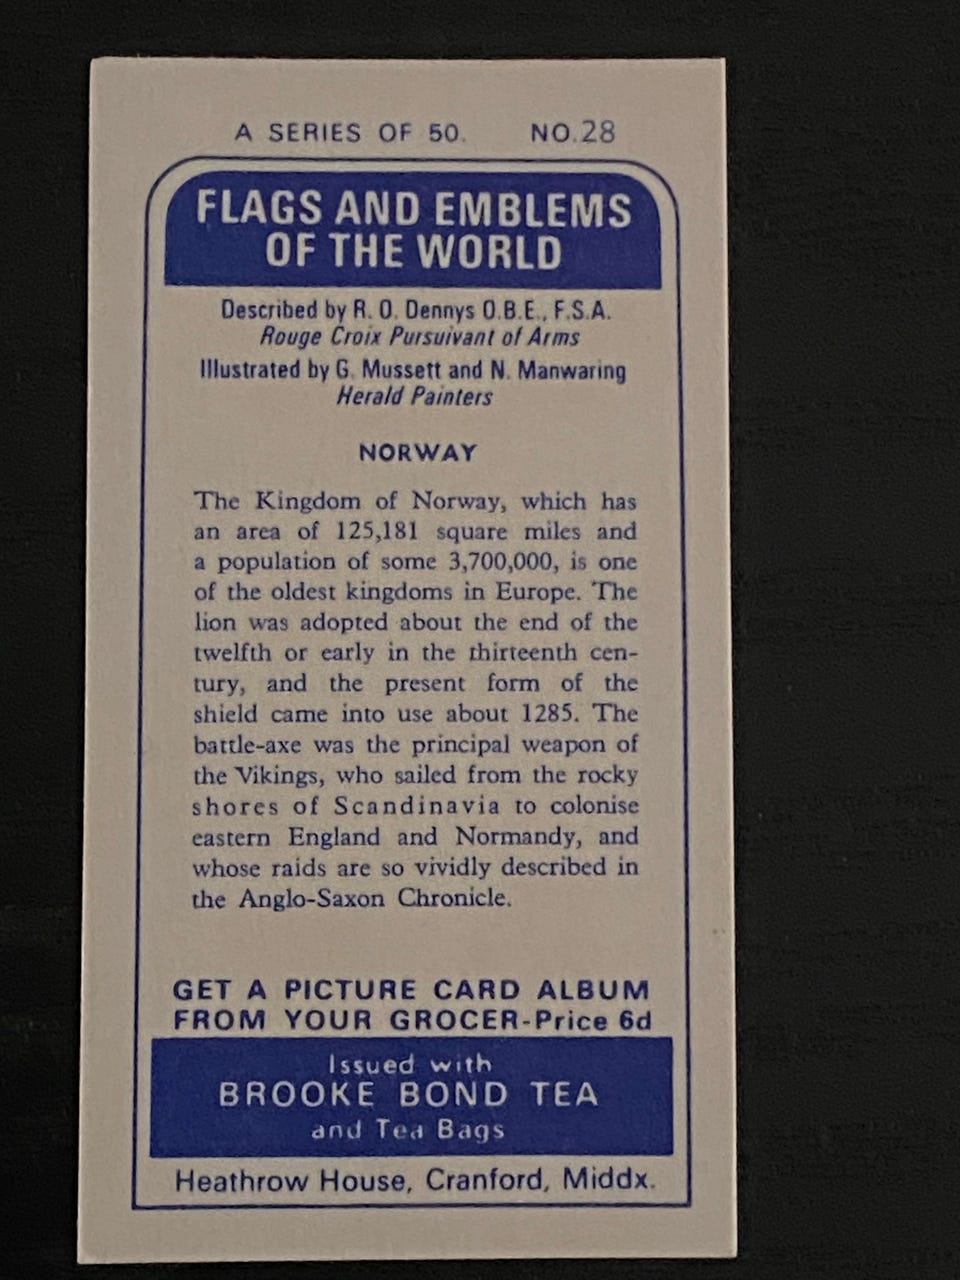 A SERIES OF 50. NO.28
FLAGS AND EMBLEMS
OF THE WORLD
Described by R. O. Dennys O.B.E., F.S.A.
Rouge Croix Pursuivant of Arms
Illustrated by G. Mussett and N. Manwaring
Herald Painters
NORWAY
The Kingdom of Norway, which has
an area of 125,181 square miles and
a population of some 3,700,000, is one
of the oldest kingdoms in Europe. The
lion was adopted about the end of the
twelfth or early in the thirteenth cen-
tury, and the present form of the
shield came into use about 1285. The
battle-axe was the principal weapon of
the Vikings, who sailed from the rocky
shores of Scandinavia to colonise
eastern England and Normandy, and
whose raids are so vividly described in
the Anglo-Saxon Chronicle.
GET A PICTURE CARD ALBUM
FROM YOUR GROCER-Price 6d
Issued with
BROOKE BOND TEA
and Tea Bags
Heathrow House, Cranford, Middx.